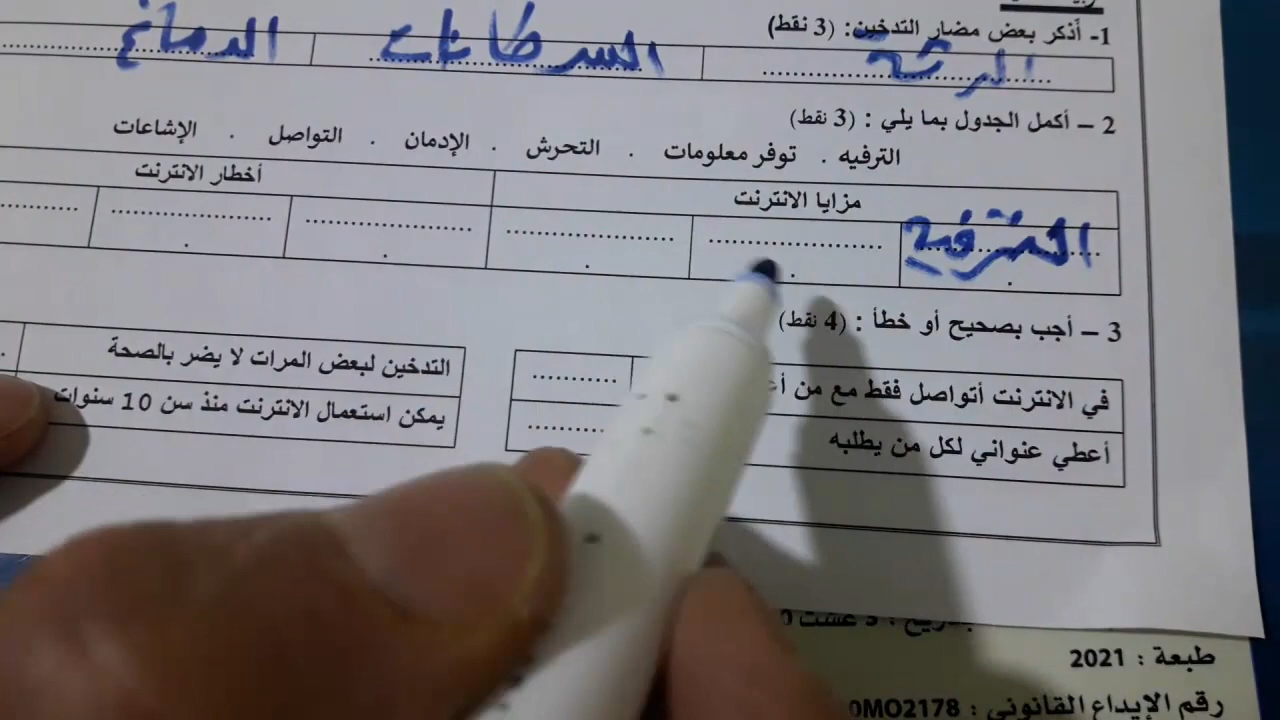 1- أذكر بعض مضار التدخين: (3 نقط)
الرئة السرطانات الدماغ
2 – أكمل الجدول بما يلي : (3 نقط)
الترفيه . توفر معلومات . التحرش . الإدمان . التواصل . الإشاعات
مزايا الانترنت أخطار الانترنت
الترفيه
3 – أجب بصحيح أو خطأ : (4 نقط)
في الانترنت أتواصل فقط مع من التدخين لبعض المرات لا يضر بالصحة
أعطي عنواني لكل من يطلبه يمكن استعمال الانترنت منذ سن 10 سنوات
طبعة : 2021
رقم الإيداع القانوني : 0MO2178